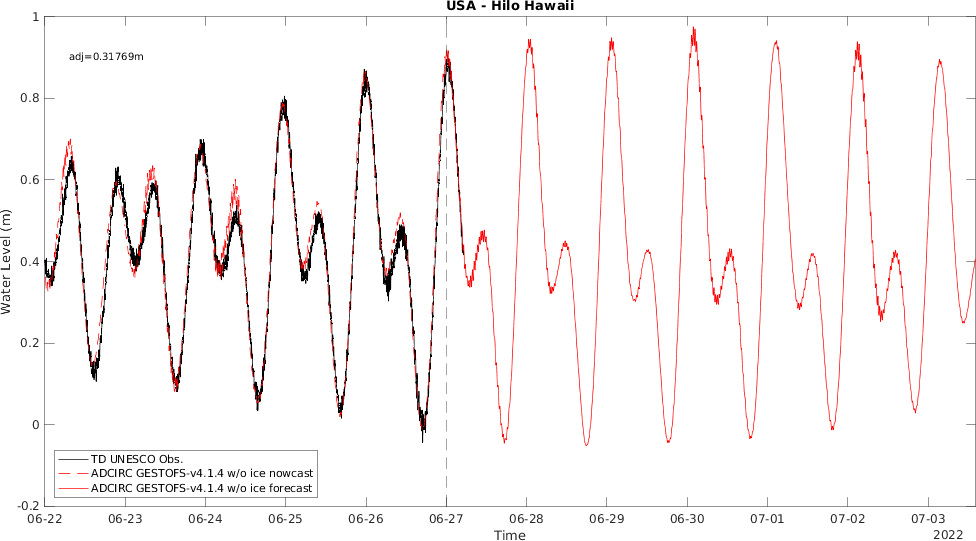 USA - Hilo Hawaii
adj=0.31769m
1
0.8
0.6
0.4
0.2
0
-0.2
Water Level (m)
TD UNESCO Obs.
ADCIRC GESTOFS-v4.1.4 w/o ice nowcast
ADCIRC GESTOFS-v4.1.4 w/o ice forecast
06-22 06-23 06-24 06-25 06-26 06-27 06-28 06-29 06-30 07-01 07-02 07-03
Time
2022